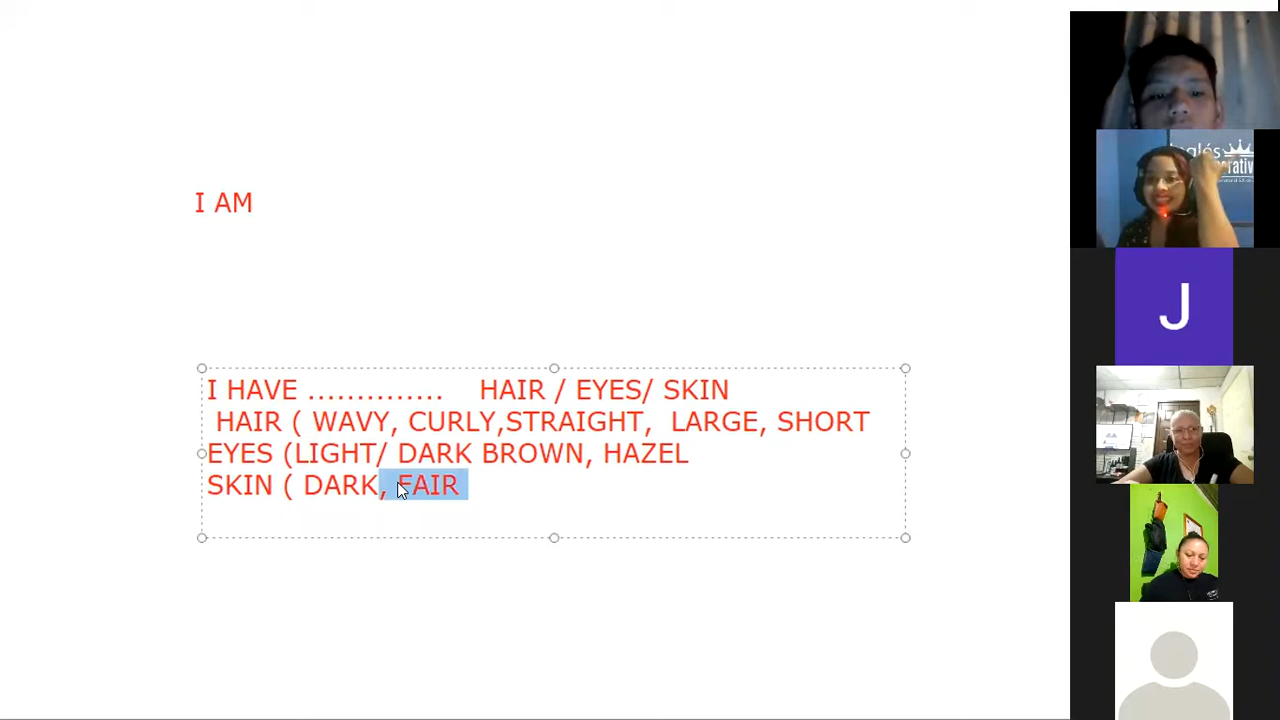 I AM
I HAVE .............. HAIR / EYES/ SKIN
HAIR ( WAVY, CURLY,STRAIGHT, LARGE, SHORT
EYES (LIGHT/ DARK BROWN, HAZEL
SKIN ( DARK, FAIR
J